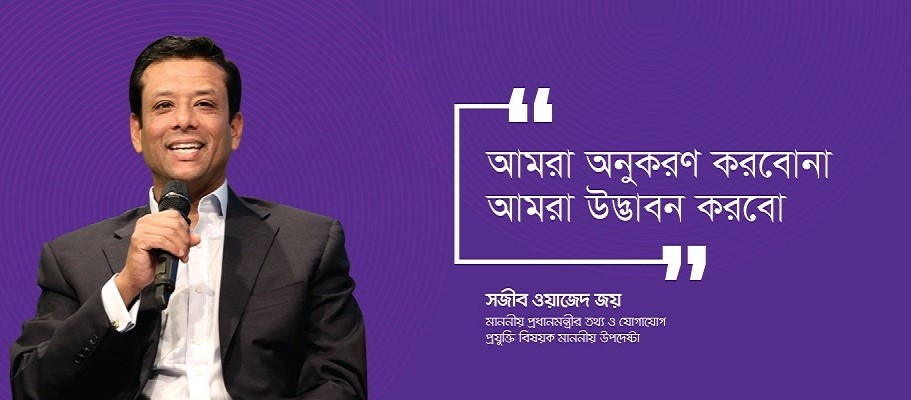 “
আমরা অনুকরণ করবোনা
আমরা উদ্ভাবন করবো
”
সজীব ওয়াজেদ জয়
মাননীয় প্রধানমন্ত্রীর তথ্য ও যোগাযোগ
প্রযুক্তি বিষয়ক মাননীয় উপদেষ্টা